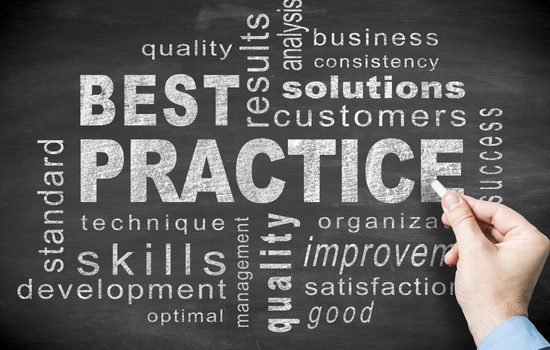 quality
results
analysis
business
consistency
BEST
solutions
customers
PRACTICE
success
standard
technique
management
quality
organizat
skills
improvem
development
satisfaction
optimal
good